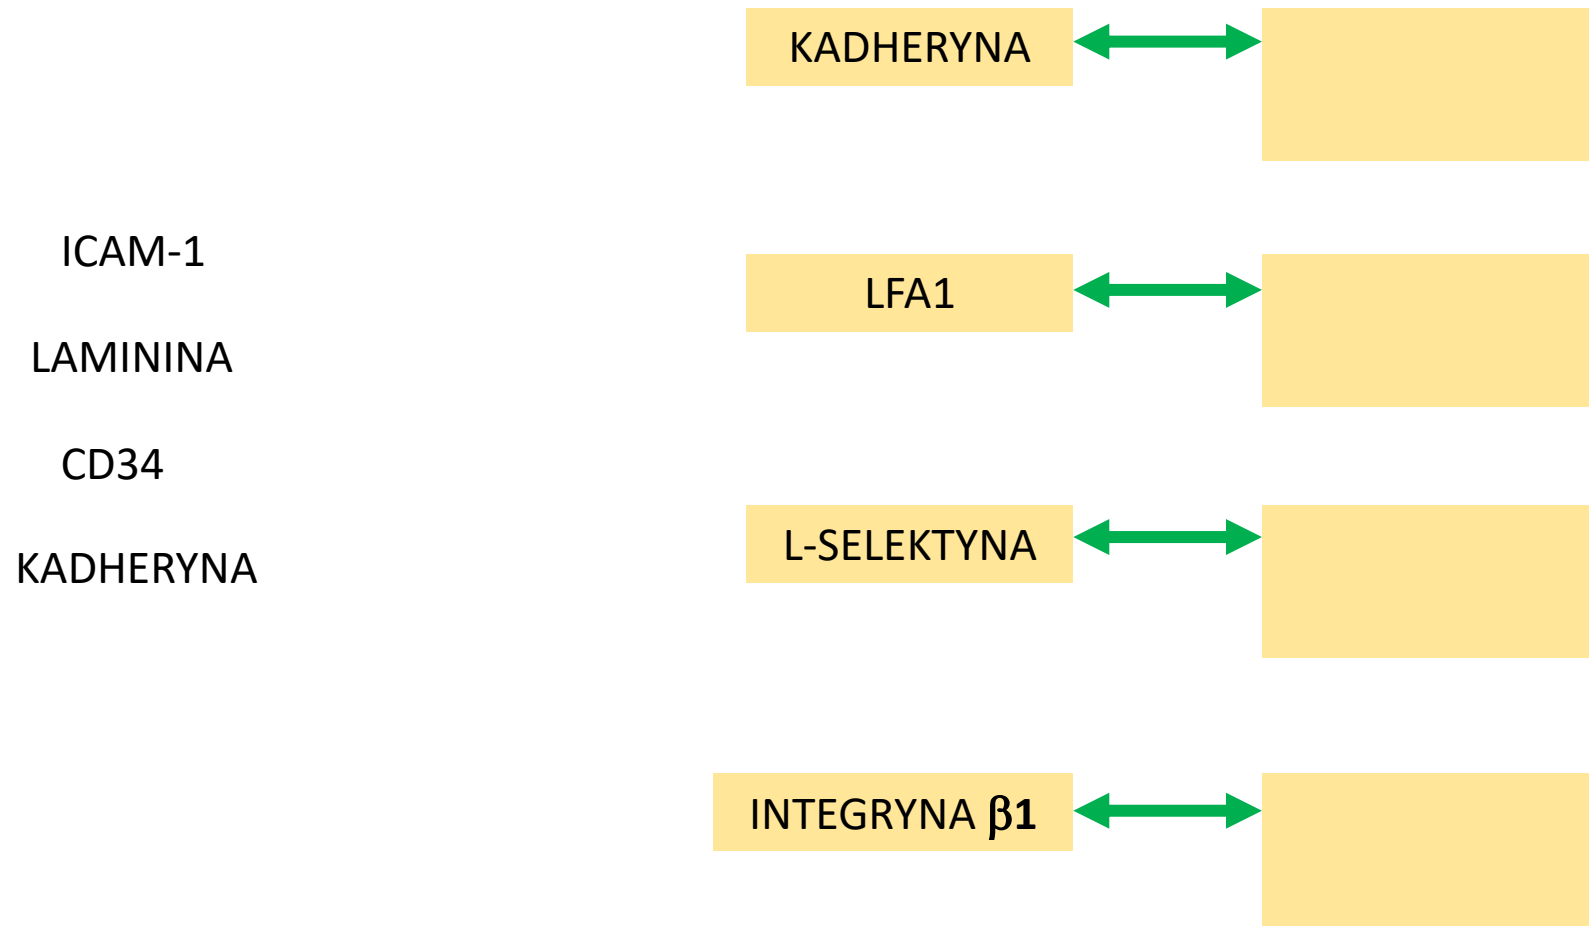 KADHERYNA
ICAM-1
LFA1
LAMININA
CD34
L-SELEKTYNA
KADHERYNA
INTEGRYNA β1